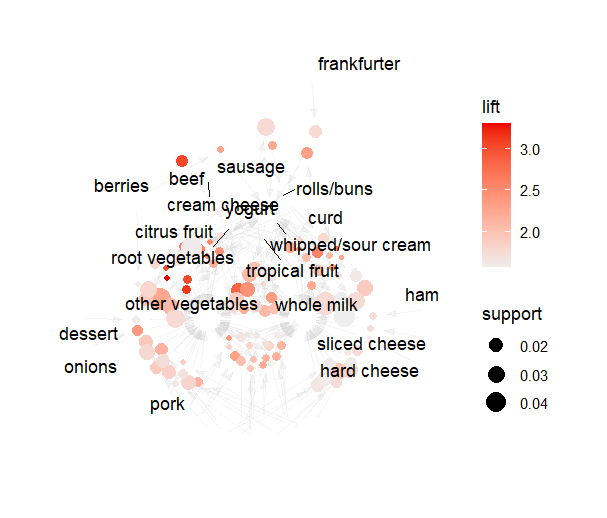 frankfurter
lift
3.0
2.5
2.0
sausage
beef
berries
rolls/buns
cream cheese
yogurt
curd
citrus fruit
whipped/sour cream
root vegetables
tropical fruit
other vegetables
whole milk
ham
support
0.02
0.03
0.04
dessert
sliced cheese
onions
hard cheese
pork